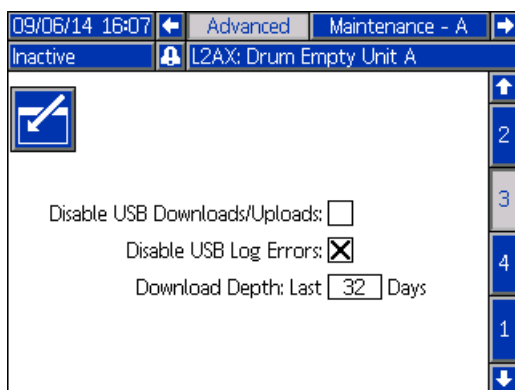 09/06/14 16:07 Advanced Maintenance - A
Inactive L2AX: Drum Empty Unit A
2
3
Disable USB Downloads/Uploads:
Disable USB Log Errors:
4
Download Depth: Last 32 Days
1